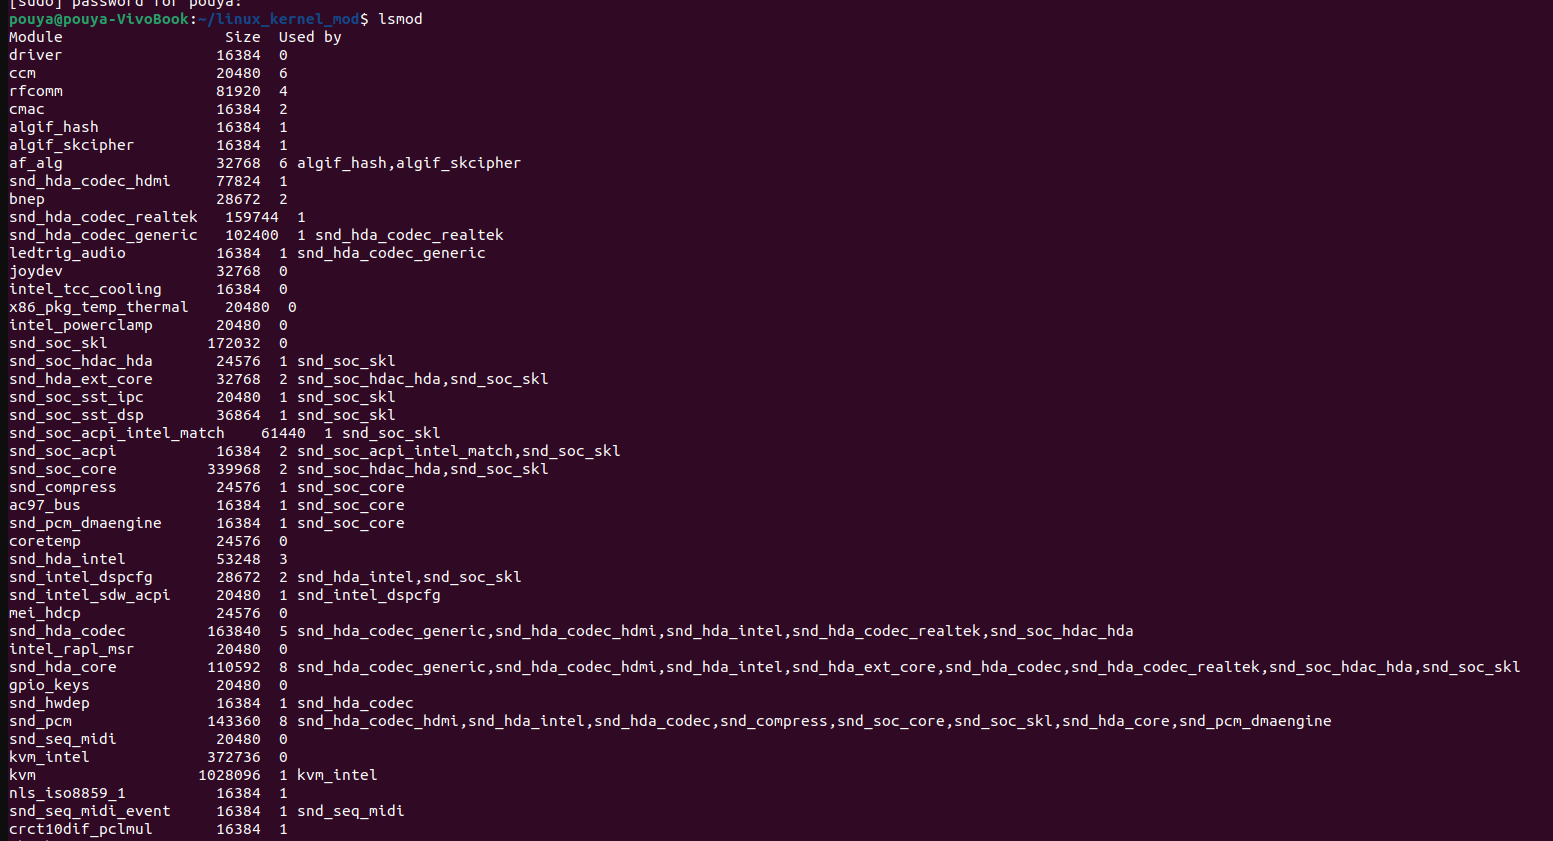 [sudo] password for pouya:
pouya@pouya-VivoBook:~/linux_kernel_mod$ lsmod
Module                  Size  Used by
driver                 16384  0
ccm                    20480  6
rfcomm                 81920  4
cmac                   16384  2
algif_hash             16384  1
algif_skcipher         16384  1
af_alg                 32768  6 algif_hash,algif_skcipher
snd_hda_codec_hdmi     77824  1
bnep                   28672  2
snd_hda_codec_realtek   159744  1
snd_hda_codec_generic   102400  1 snd_hda_codec_realtek
ledtrig_audio          16384  1 snd_hda_codec_generic
joydev                 32768  0
intel_tcc_cooling      16384  0
x86_pkg_temp_thermal    20480  0
intel_powerclamp       20480  0
snd_soc_skl           172032  0
snd_soc_hdac_hda       24576  1 snd_soc_skl
snd_hda_ext_core       32768  2 snd_soc_hdac_hda,snd_soc_skl
snd_soc_sst_ipc        20480  1 snd_soc_skl
snd_soc_sst_dsp        36864  1 snd_soc_skl
snd_soc_acpi_intel_match    61440  1 snd_soc_skl
snd_soc_acpi           16384  2 snd_soc_acpi_intel_match,snd_soc_skl
snd_soc_core          339968  2 snd_soc_hdac_hda,snd_soc_skl
snd_compress           24576  1 snd_soc_core
ac97_bus               16384  1 snd_soc_core
snd_pcm_dmaengine      16384  1 snd_soc_core
coretemp               24576  0
snd_hda_intel          53248  3
snd_intel_dspcfg       28672  2 snd_hda_intel,snd_soc_skl
snd_intel_sdw_acpi     20480  1 snd_intel_dspcfg
mei_hdcp               24576  0
snd_hda_codec         163840  5 snd_hda_codec_generic,snd_hda_codec_hdmi,snd_hda_intel,snd_hda_codec_realtek,snd_soc_hdac_hda
intel_rapl_msr         20480  0
snd_hda_core          110592  8 snd_hda_codec_generic,snd_hda_codec_hdmi,snd_hda_intel,snd_hda_ext_core,snd_hda_codec,snd_hda_codec_realtek,snd_soc_hdac_hda,snd_soc_skl
gpio_keys              20480  0
snd_hwdep              16384  1 snd_hda_codec
snd_pcm               143360  8 snd_hda_codec_hdmi,snd_hda_intel,snd_hda_codec,snd_compress,snd_soc_core,snd_soc_skl,snd_hda_core,snd_pcm_dmaengine
snd_seq_midi           20480  0
kvm_intel             372736  0
kvm                  1028096  1 kvm_intel
nls_iso8859_1          16384  1
snd_seq_midi_event     16384  1 snd_seq_midi
crct10dif_pclmul       16384  1